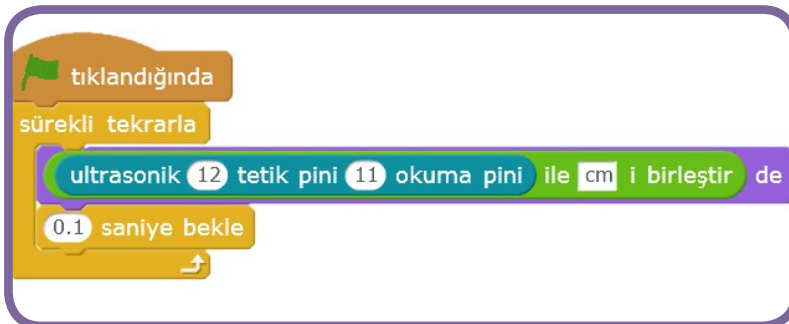 tıklandığında
sürekli tekrarla
ultrasonik 12 tetik pini 11 okuma pini ile cm i birleştir de
0.1 saniye bekle